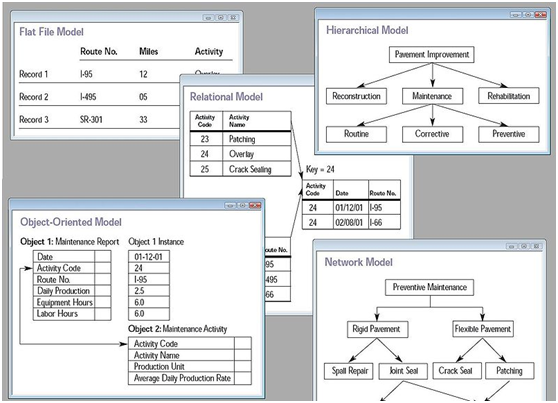 Flat File Model
Route No. Miles Activity
Record 1 I-95 12 Overlay
Record 2 I-495 05
Record 3 SR-301 33
Hierarchical Model
Pavement Improvement
Reconstruction Maintenance Rehabilitation
Routine Corrective Preventive
Relational Model
Activity Code Activity Name
23 Patching
24 Overlay
25 Crack Sealing
Key = 24
Activity Code Date Route No.
24 01/12/01 I-95
24 02/08/01 I-66
oute No.
95
495
66
Object-Oriented Model
Object 1: Maintenance Report Object 1 Instance
Date 01-12-01
Activity Code 24
Route No. I-95
Daily Production 2.5
Equipment Hours 6.0
Labor Hours 6.0
Object 2: Maintenance Activity
Activity Code
Activity Name
Production Unit
Average Daily Production Rate
Network Model
Preventive Maintenance
Rigid Pavement Flexible Pavement
Spall Repair Joint Seal Crack Seal Patching